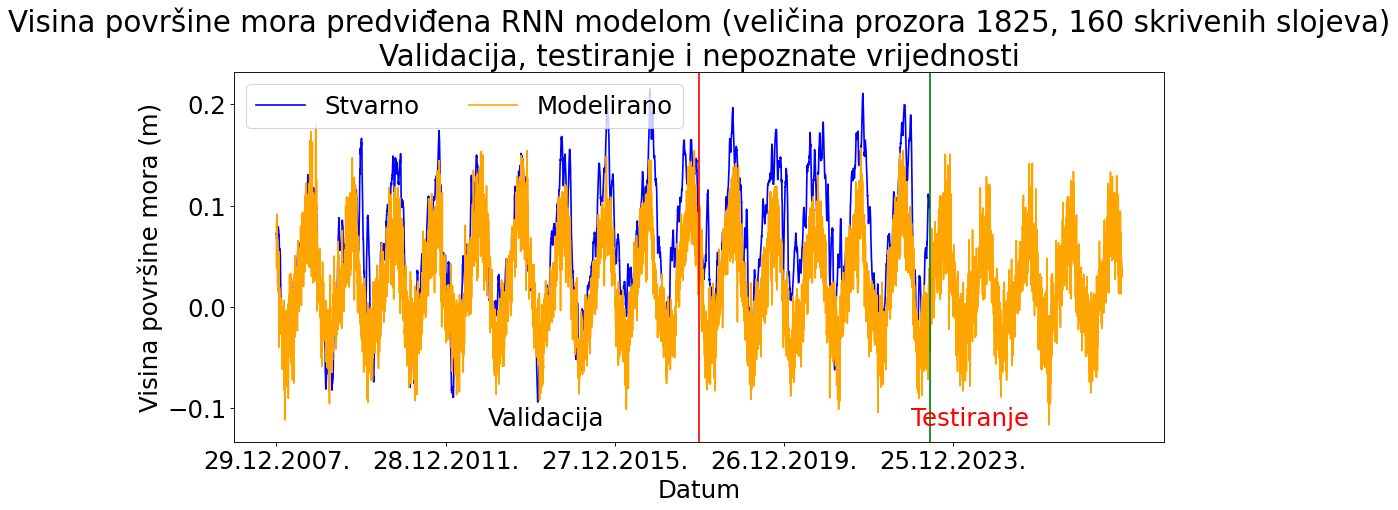 Visina površine mora predviđena RNN modelom (veličina prozora 1825, 160 skrivenih slojeva)
Validacija, testiranje i nepoznate vrijednosti
Stvarno Modelirano
Visina površine mora (m)
0.2
0.1
0.0
−0.1
Validacija Testiranje
29.12.2007. 28.12.2011. 27.12.2015. 26.12.2019. 25.12.2023.
Datum